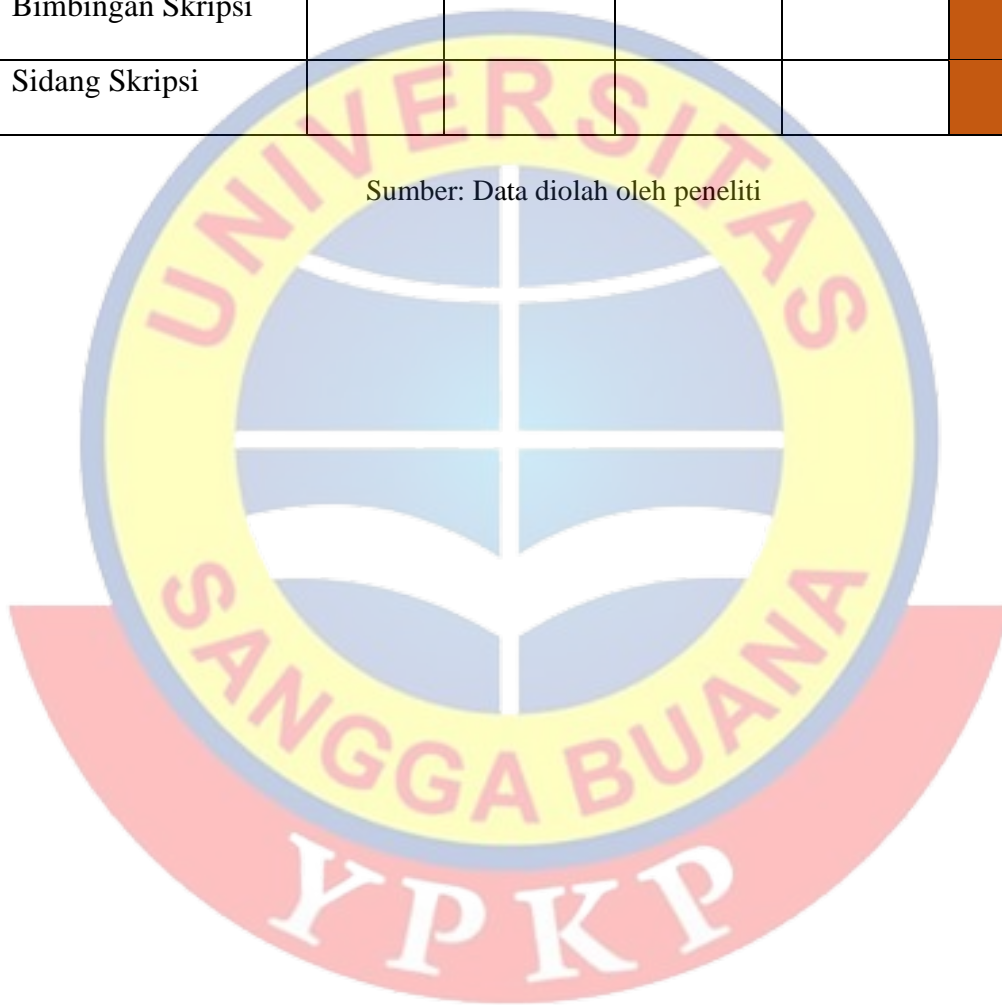 Bimbingan Skripsi
Sidang Skripsi
Sumber: Data diolah oleh peneliti
UNIVERSITAS
SANGGA BUANA
YPKP